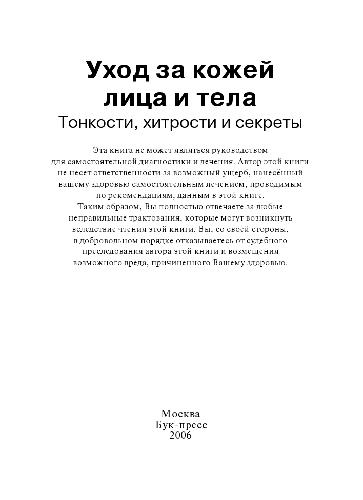 Уход за кожей
лица и тела
Тонкости, хитрости и секреты
Эта книга не может являться руководством
для самостоятельной диагностики и лечения. Автор этой книги
не несет ответственности за возможный ущерб, нанесённый
вашему здоровью самостоятельным лечением, проводимым
по рекомендациям, данным в этой книге.
Таким образом, Вы полностью отвечаете за любые
неправильные трактования, которые могут возникнуть
вследствие чтения этой книги. Вы, со своей стороны,
в добровольном порядке отказываетесь от судебного
преследования автора этой книги и возмещения
возможного вреда, причиненного Вашему здоровью.
Москва
Бук-пресс
2006